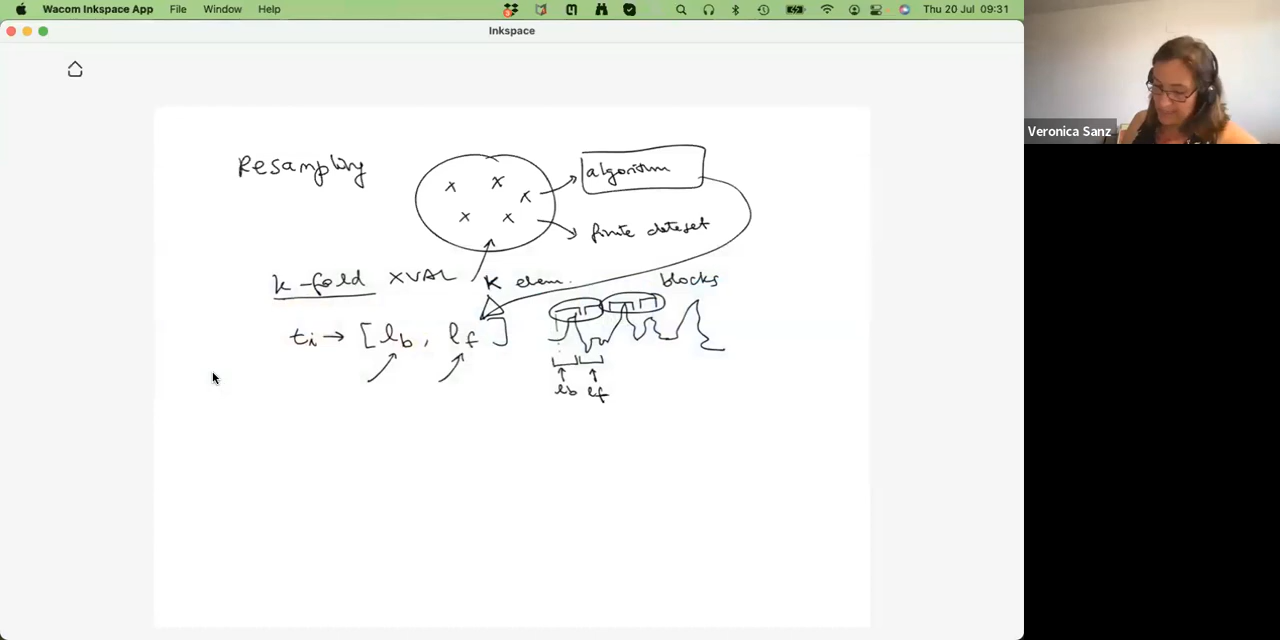 Wacom Inkspace App File Window Help Thu 20 Jul 09:31
Inkspace
Veronica Sanz
Resampling
x x x x x
algorithm
finite dataset
k-fold XVAL K elem. blocks
ti → [lb, lf]
lb lf